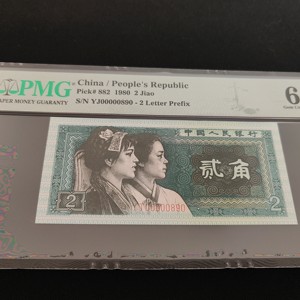 PMG
PAPER MONEY GUARANTY
China / People's Republic
Pick# 882 1980 2 Jiao
S/N YJ00000890 - 2 Letter Prefix
6
中国人民银行
贰角
YJ00000890
2
2